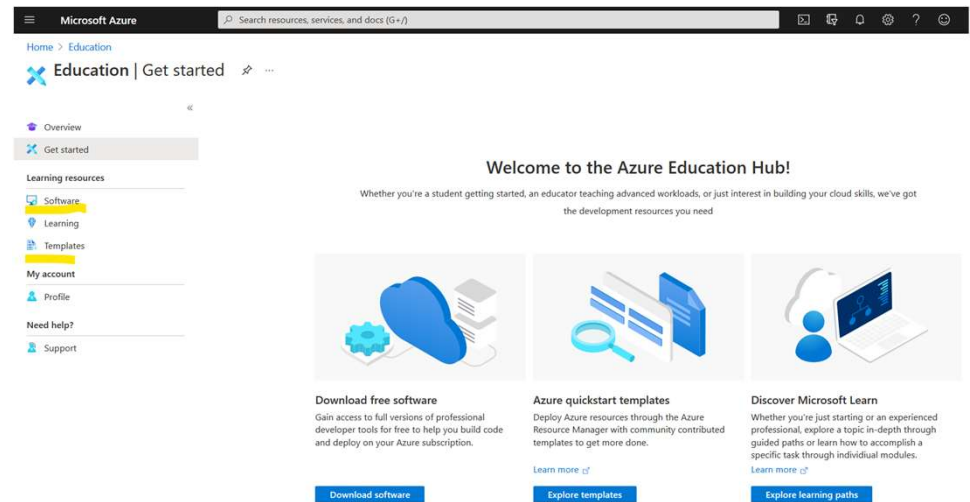 Microsoft Azure
Search resources, services, and docs (G+/)
Home > Education
Education | Get started
Overview
Get started
Learning resources
Software
Learning
Templates
My account
Profile
Need help?
Support
Welcome to the Azure Education Hub!
Whether you're a student getting started, an educator teaching advanced workloads, or just interest in building your cloud skills, we've got
the development resources you need
Download free software
Gain access to full versions of professional
developer tools for free to help you build code
and deploy on your Azure subscription.
Download software
Azure quickstart templates
Deploy Azure resources through the Azure
Resource Manager with community contributed
templates to get more done.
Learn more
Explore templates
Discover Microsoft Learn
Whether you're just starting or an experienced
professional, explore a topic in-depth through
guided paths or learn how to accomplish a
specific task through individiual modules.
Learn more
Explore learning paths